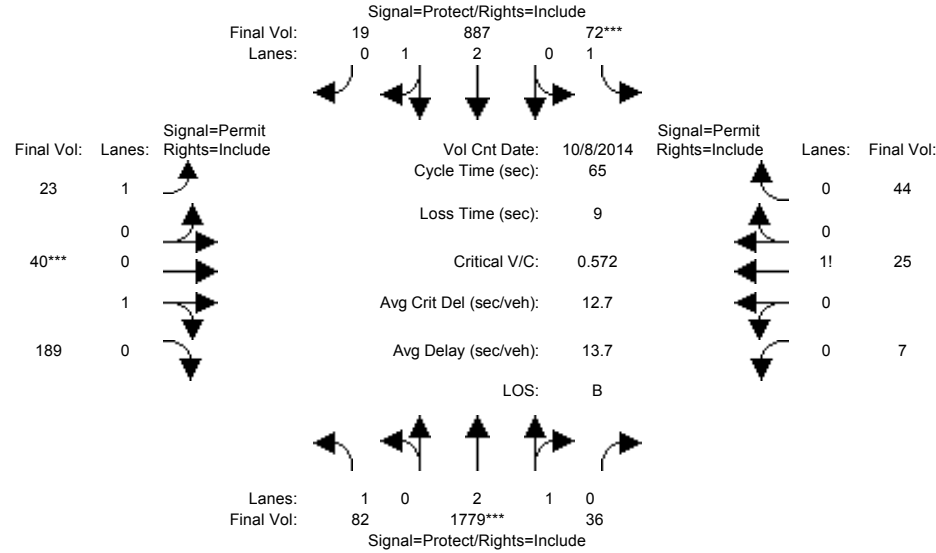 Signal=Protect/Rights=Include
Final Vol: 19 887 72***
Lanes: 0 1 2 0 1
Signal=Permit Signal=Permit
Final Vol: Lanes: Rights=Include Vol Cnt Date: 10/8/2014 Rights=Include Lanes: Final Vol:
Cycle Time (sec): 65
23 1 0 44
Loss Time (sec): 9
0 0
40*** 0 Critical V/C: 0.572 1! 25
1 Avg Crit Del (sec/veh): 12.7 0
189 0 Avg Delay (sec/veh): 13.7 0 7
LOS: B
Lanes: 1 0 2 1 0
Final Vol: 82 1779*** 36
Signal=Protect/Rights=Include